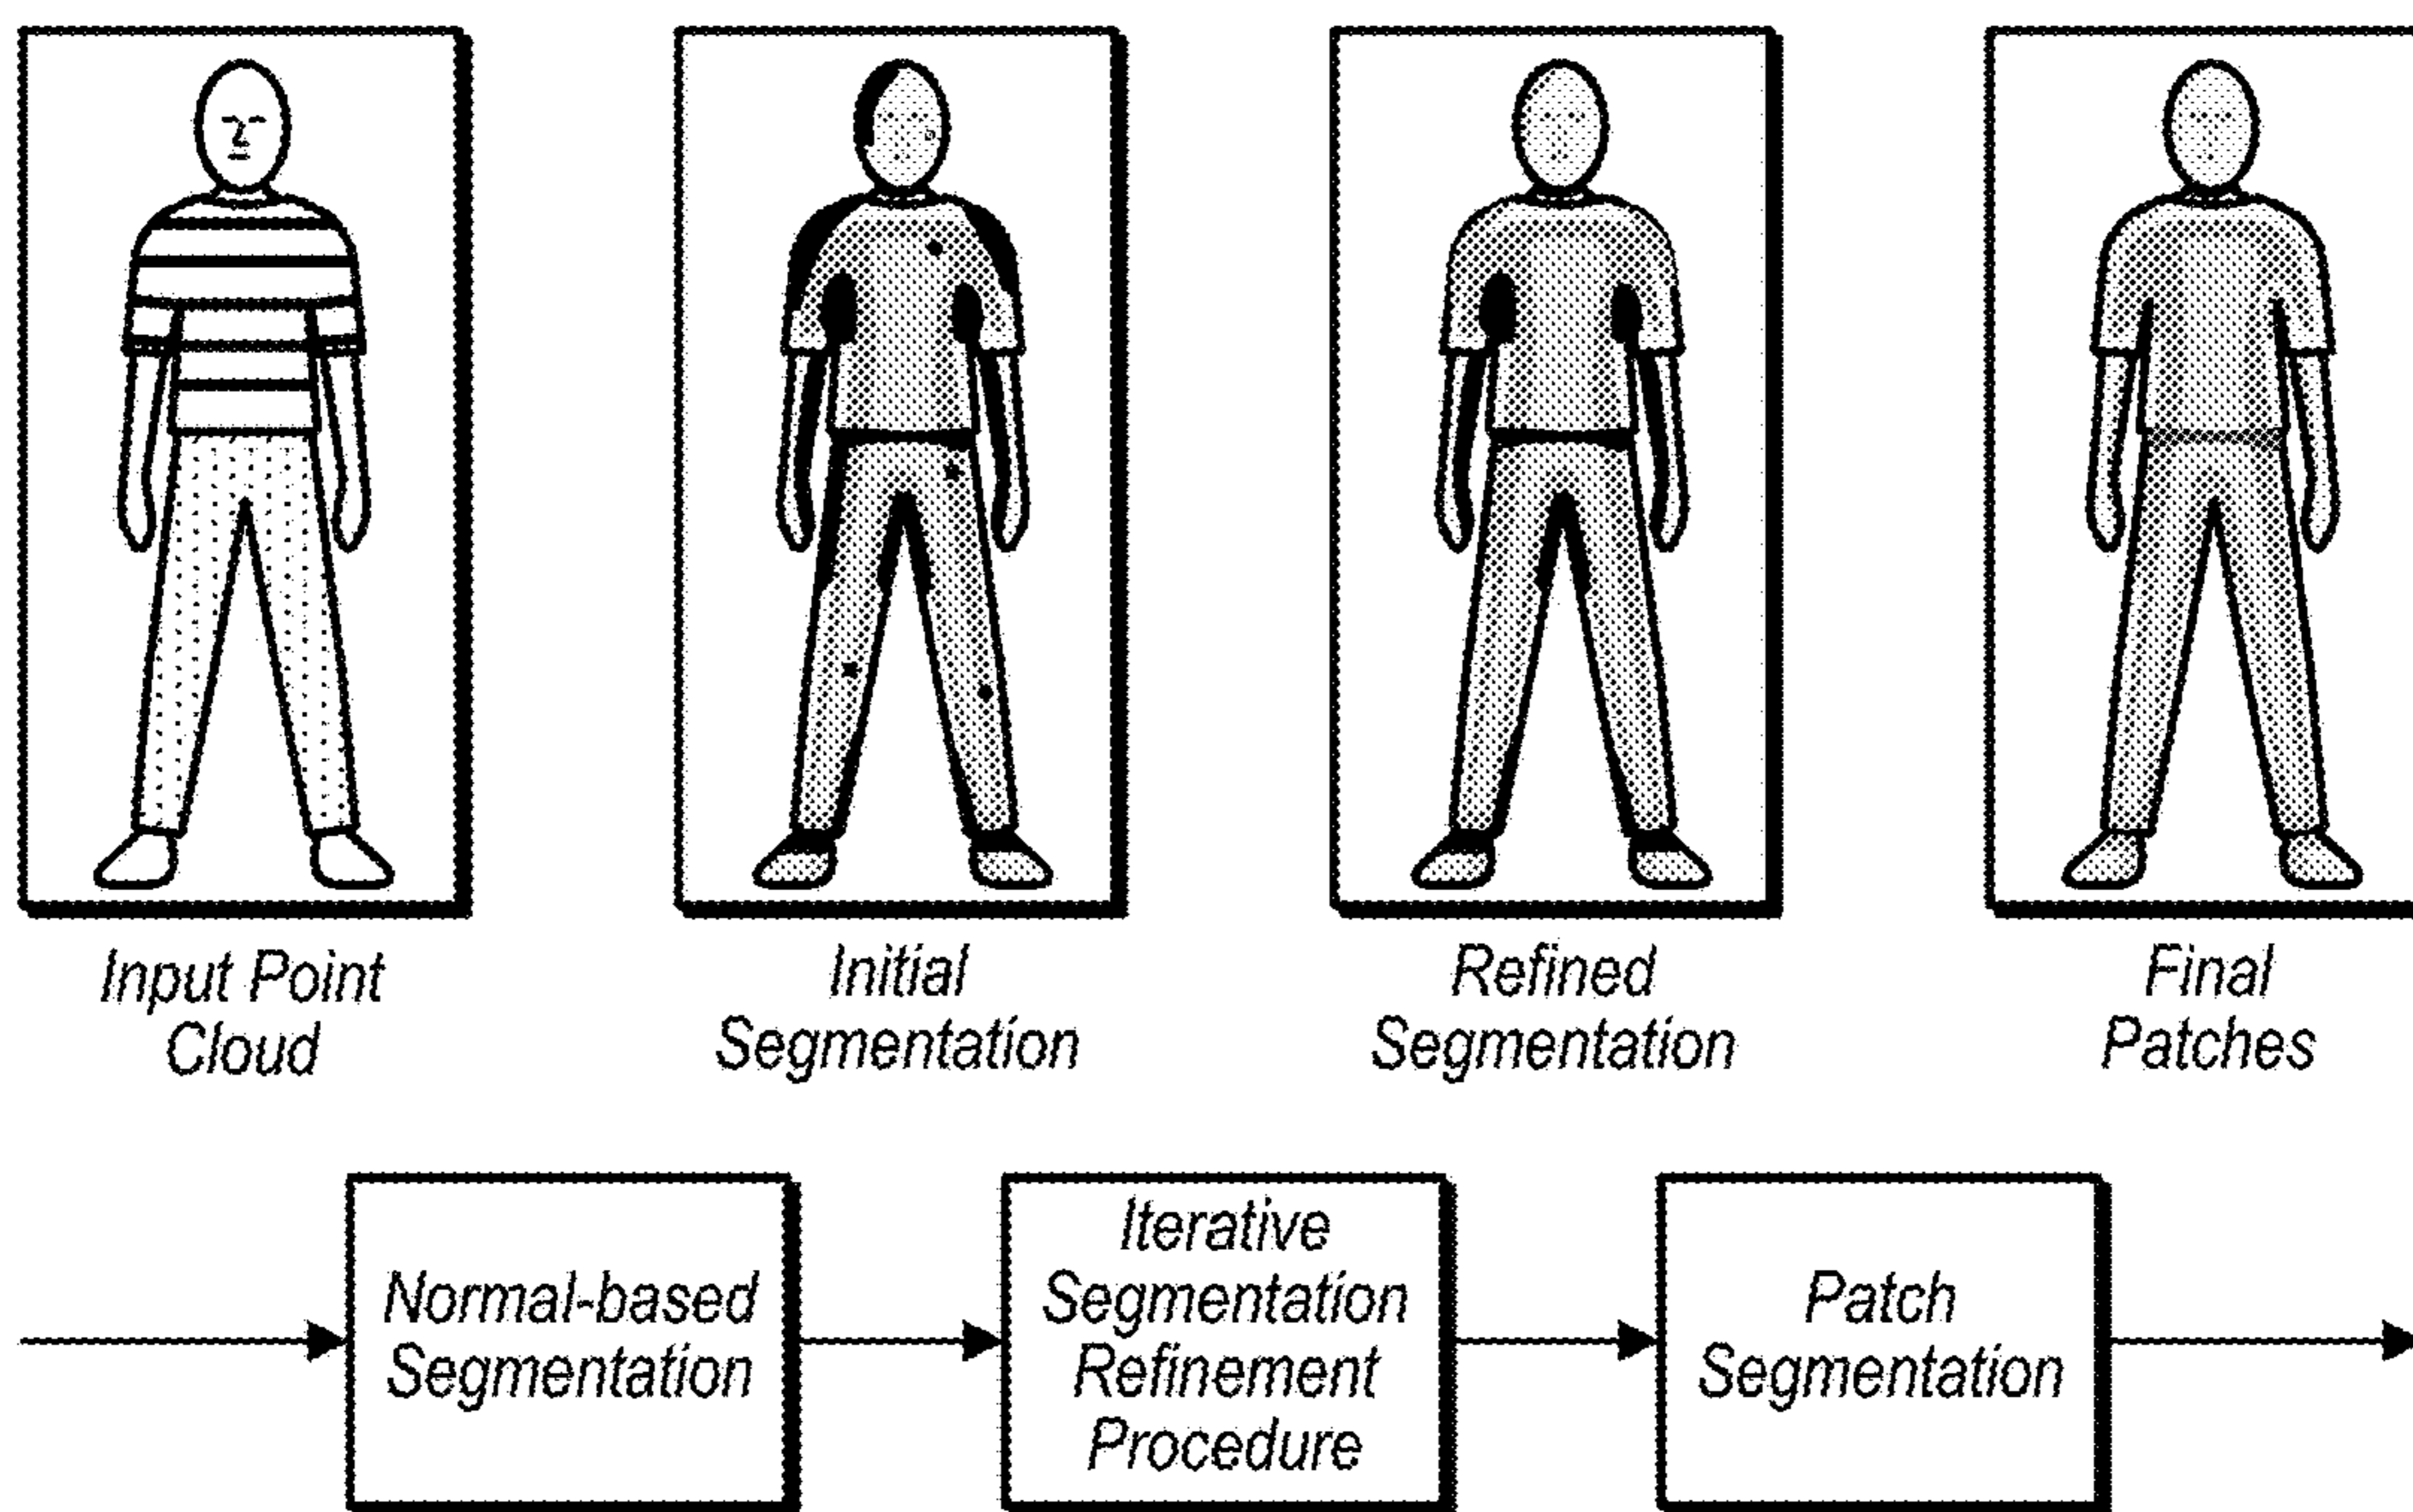 Input Point
Cloud
Initial
Segmentation
Refined
Segmentation
Final
Patches
Normal-based
Segmentation
Iterative
Segmentation
Refinement
Procedure
Patch
Segmentation